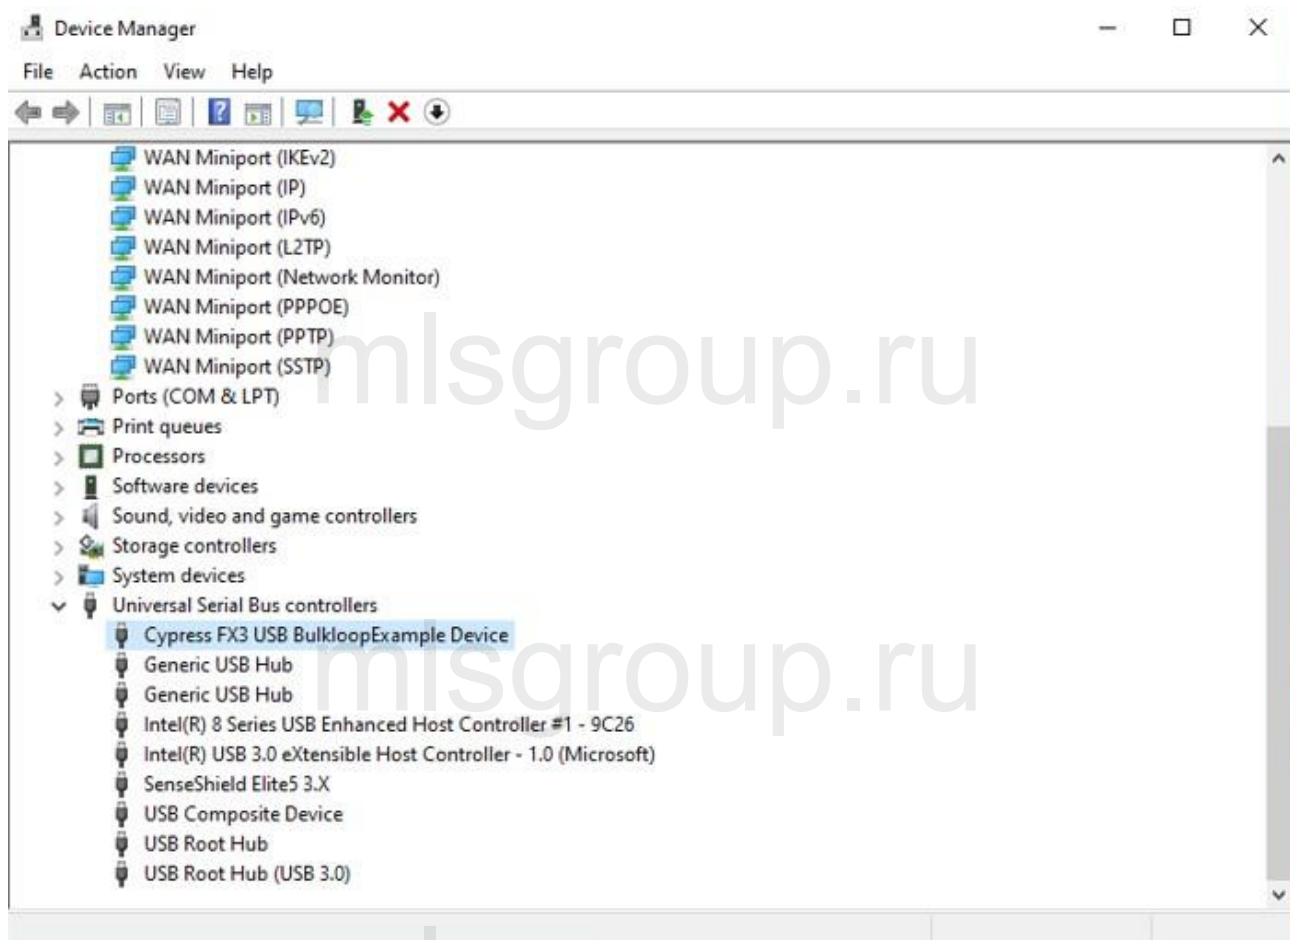 Device Manager
File Action View Help
WAN Miniport (IKEv2)
WAN Miniport (IP)
WAN Miniport (IPv6)
WAN Miniport (L2TP)
WAN Miniport (Network Monitor)
WAN Miniport (PPPOE)
WAN Miniport (PPTP)
WAN Miniport (SSTP)
mlsgroup.ru
Ports (COM & LPT)
Print queues
Processors
Software devices
Sound, video and game controllers
Storage controllers
System devices
Universal Serial Bus controllers
Cypress FX3 USB BulkloopExample Device
mlsgroup.ru
Generic USB Hub
Generic USB Hub
Intel(R) 8 Series USB Enhanced Host Controller #1 - 9C26
Intel(R) USB 3.0 eXtensible Host Controller - 1.0 (Microsoft)
SenseShield Elite5 3.X
USB Composite Device
USB Root Hub
USB Root Hub (USB 3.0)